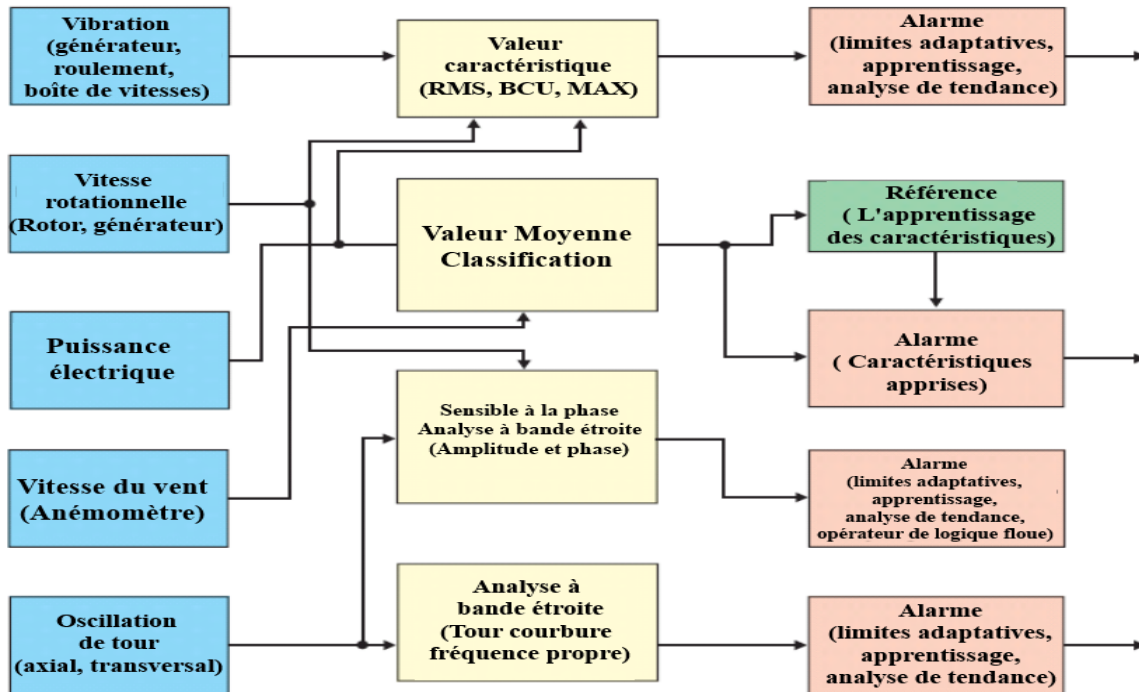 Vibration
(générateur,
roulement,
boîte de vitesses)
Valeur
caractéristique
(RMS, BCU, MAX)
Alarme
(limites adaptatives,
apprentissage,
analyse de tendance)
Vitesse
rotationnelle
(Rotor, générateur)
Valeur Moyenne
Classification
Référence
( L'apprentissage
des caractéristiques)
Puissance
électrique
Alarme
( Caractéristiques
apprises)
Sensible à la phase
Analyse à bande étroite
(Amplitude et phase)
Vitesse du vent
(Anémomètre)
Alarme
(limites adaptatives,
apprentissage,
analyse de tendance,
opérateur de logique floue)
Oscillation
de tour
(axial, transversal)
Analyse à
bande étroite
(Tour courbure
fréquence propre)
Alarme
(limites adaptatives,
apprentissage,
analyse de tendance)